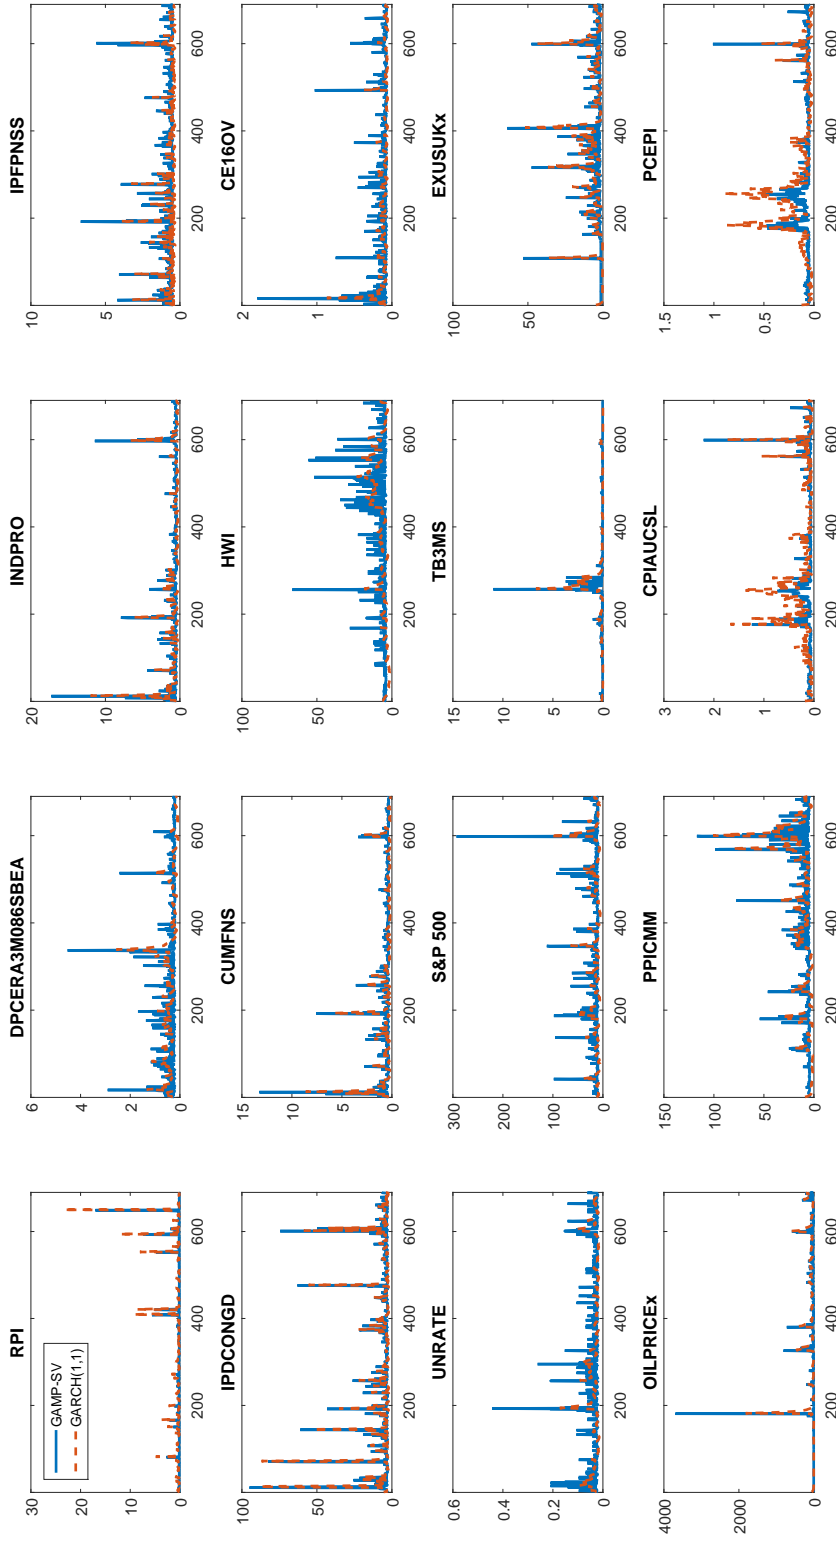 RPI
30
20
10
0
GAMP-SV
GARCH(1,1)
200 400 600
DPCERA3M086SBEA
6
4
2
0
200 400 600
INDPRO
20
10
0
200 400 600
IPFPNSS
10
5
0
200 400 600
IPDCONGD
100
50
0
200 400 600
CUMFNS
15
10
5
0
200 400 600
HWI
100
50
0
200 400 600
CE16OV
2
1
0
200 400 600
UNRATE
0.6
0.4
0.2
0
200 400 600
S&P 500
300
200
100
0
200 400 600
TB3MS
15
10
5
0
200 400 600
EXUSUKx
100
50
0
200 400 600
OILPRICEx
4000
2000
0
200 400 600
PPICMM
150
100
50
0
200 400 600
CPIAUCSL
3
2
1
0
200 400 600
PCEPI
1.5
1
0.5
0
200 400 600